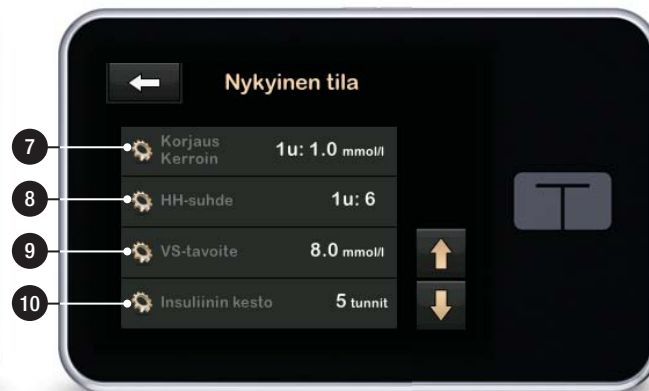 Nykyinen tila
7
Korjaus
Kerroin
1u: 1.0 mmol/l
8
HH-suhde 1u: 6
9
VS-tavoite 8.0 mmol/l
10
Insuliinin kesto 5 tunnit